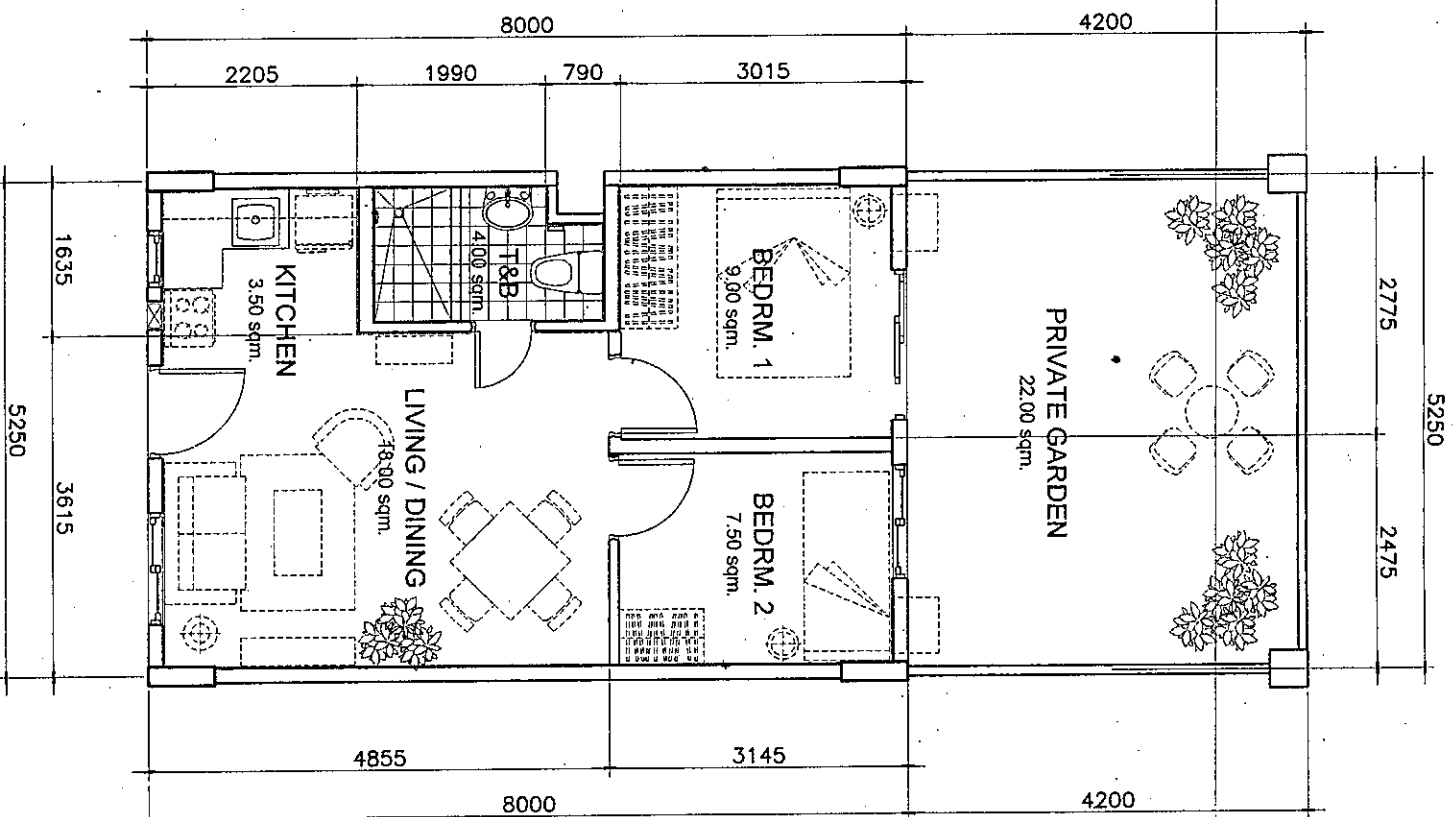 8000
4200
2205
1990
790
3015
KITCHEN
3.50 sqm.
T&B
4.00 sqm.
BEDRM. 1
9.00 sqm.
PRIVATE GARDEN
22.00 sqm.
LIVING / DINING
18.00 sqm.
BEDRM. 2
7.50 sqm.
1635
3615
5250
2775
2475
5250
4855
3145
8000
4200